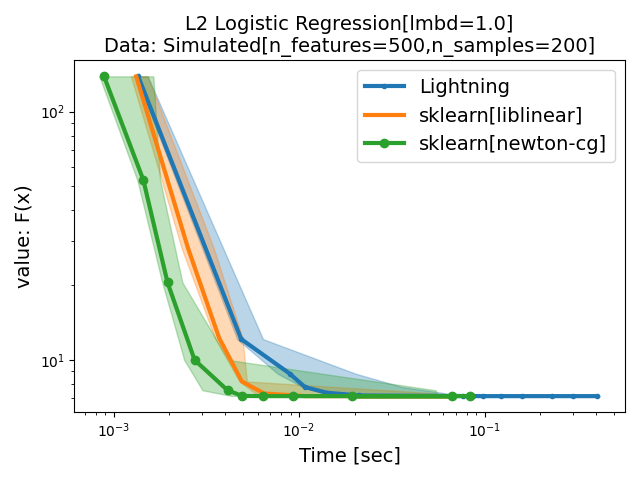 L2 Logistic Regression[lmbd=1.0]
Data: Simulated[n_features=500,n_samples=200]
Lightning
sklearn[liblinear]
sklearn[newton-cg]
value: F(x)
10²
10¹
10⁻³
10⁻²
10⁻¹
Time [sec]